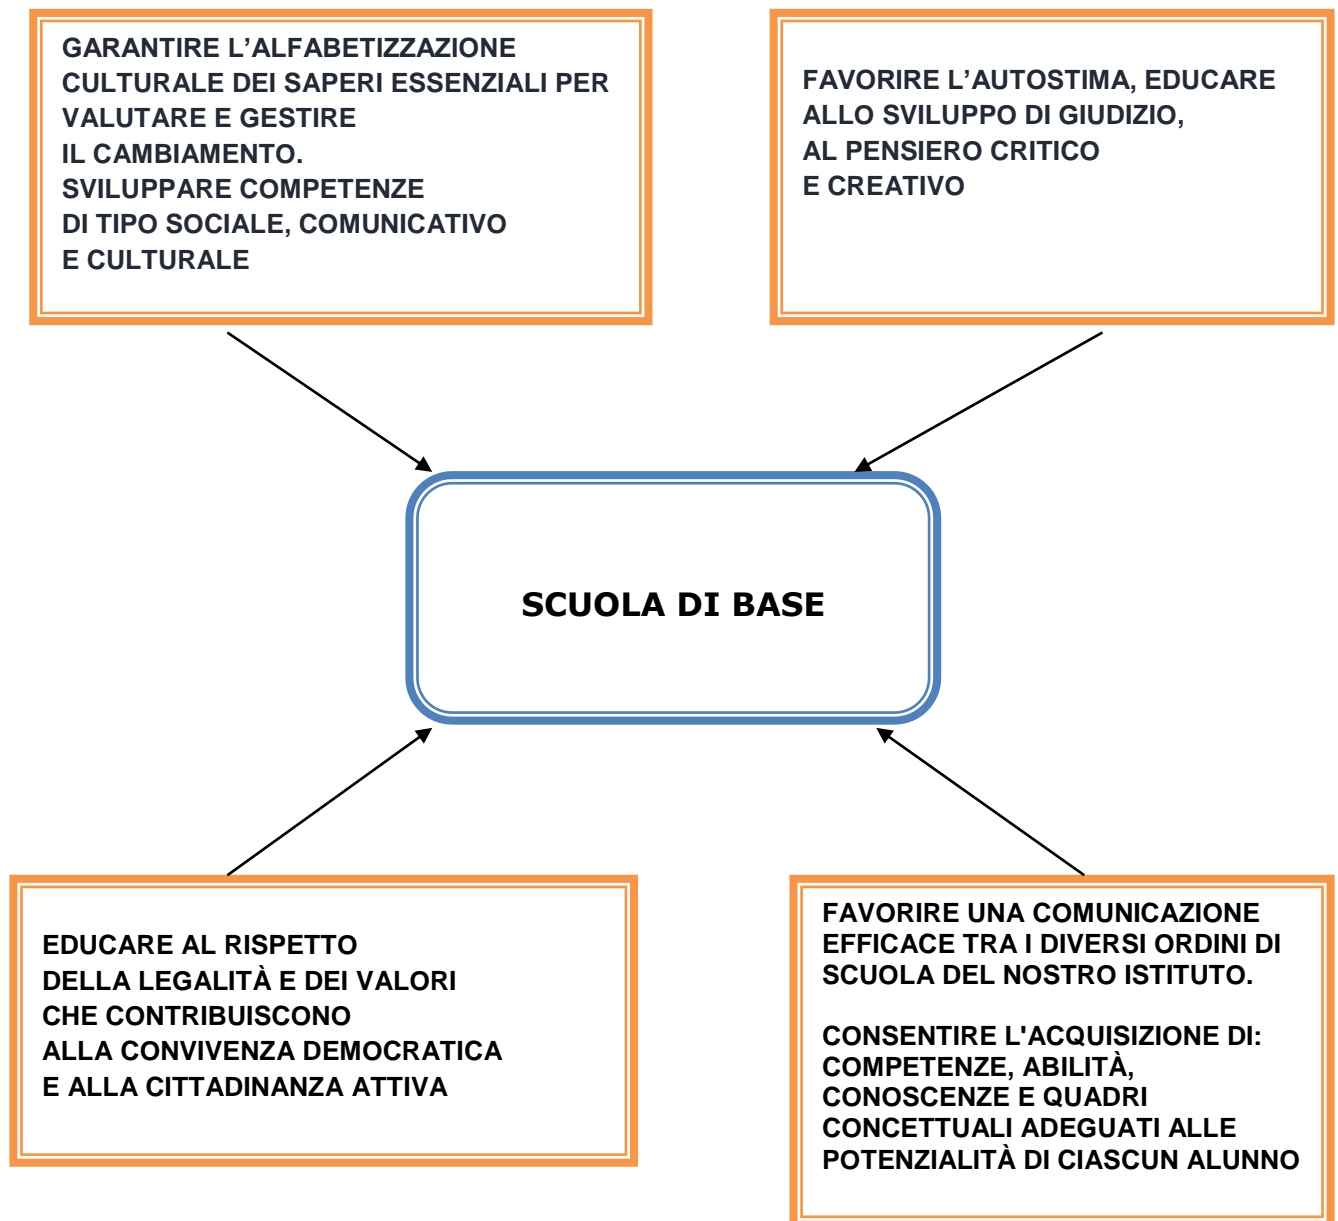 GARANTIRE L’ALFABETIZZAZIONE
CULTURALE DEI SAPERI ESSENZIALI PER
VALUTARE E GESTIRE
IL CAMBIAMENTO.
SVILUPPARE COMPETENZE
DI TIPO SOCIALE, COMUNICATIVO
E CULTURALE
FAVORIRE L’AUTOSTIMA, EDUCARE
ALLO SVILUPPO DI GIUDIZIO,
AL PENSIERO CRITICO
E CREATIVO
SCUOLA DI BASE
EDUCARE AL RISPETTO
DELLA LEGALITÀ E DEI VALORI
CHE CONTRIBUISCONO
ALLA CONVIVENZA DEMOCRATICA
E ALLA CITTADINANZA ATTIVA
FAVORIRE UNA COMUNICAZIONE
EFFICACE TRA I DIVERSI ORDINI DI
SCUOLA DEL NOSTRO ISTITUTO.
CONSENTIRE L'ACQUISIZIONE DI:
COMPETENZE, ABILITÀ,
CONOSCENZE E QUADRI
CONCETTUALI ADEGUATI ALLE
POTENZIALITÀ DI CIASCUN ALUNNO